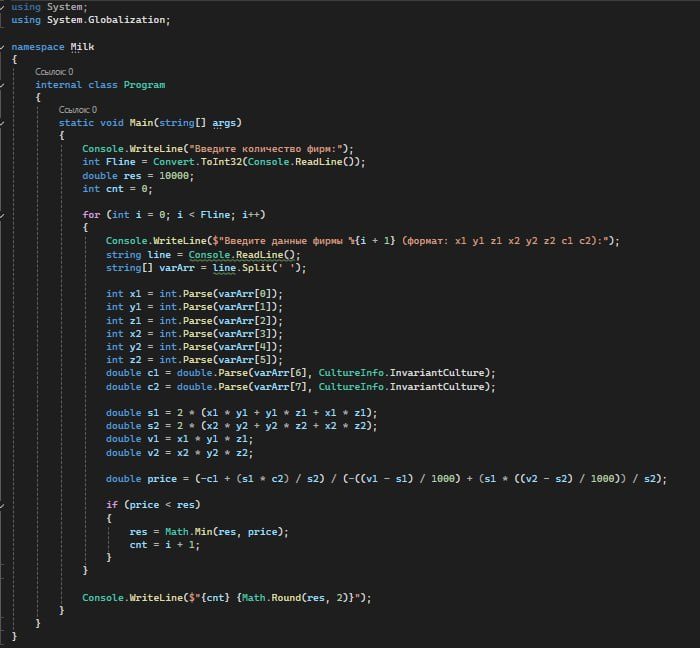 using System;
using System.Globalization;
namespace Milk
{
Ссылок: 0
internal class Program
{
Ссылок: 0
static void Main(string[] args)
{
Console.WriteLine("Введите количество фирм:");
int Fline = Convert.ToInt32(Console.ReadLine());
double res = 10000;
int cnt = 0;
for (int i = 0; i < Fline; i++)
{
Console.WriteLine($"Введите данные фирмы %{i + 1} (формат: x1 y1 z1 x2 y2 z2 c1 c2):");
string line = Console.ReadLine();
string[] varArr = line.Split(' ');
int x1 = int.Parse(varArr[0]);
int y1 = int.Parse(varArr[1]);
int z1 = int.Parse(varArr[2]);
int x2 = int.Parse(varArr[3]);
int y2 = int.Parse(varArr[4]);
int z2 = int.Parse(varArr[5]);
double c1 = double.Parse(varArr[6], CultureInfo.InvariantCulture);
double c2 = double.Parse(varArr[7], CultureInfo.InvariantCulture);
double s1 = 2 * (x1 * y1 + y1 * z1 + x1 * z1);
double s2 = 2 * (x2 * y2 + y2 * z2 + x2 * z2);
double v1 = x1 * y1 * z1;
double v2 = x2 * y2 * z2;
double price = (-c1 + (s1 * c2) / s2) / (-((v1 - s1) / 1000) + (s1 * ((v2 - s2) / 1000)) / s2);
if (price < res)
{
res = Math.Min(res, price);
cnt = i + 1;
}
}
Console.WriteLine($"{cnt} {Math.Round(res, 2)}");
}
}
}